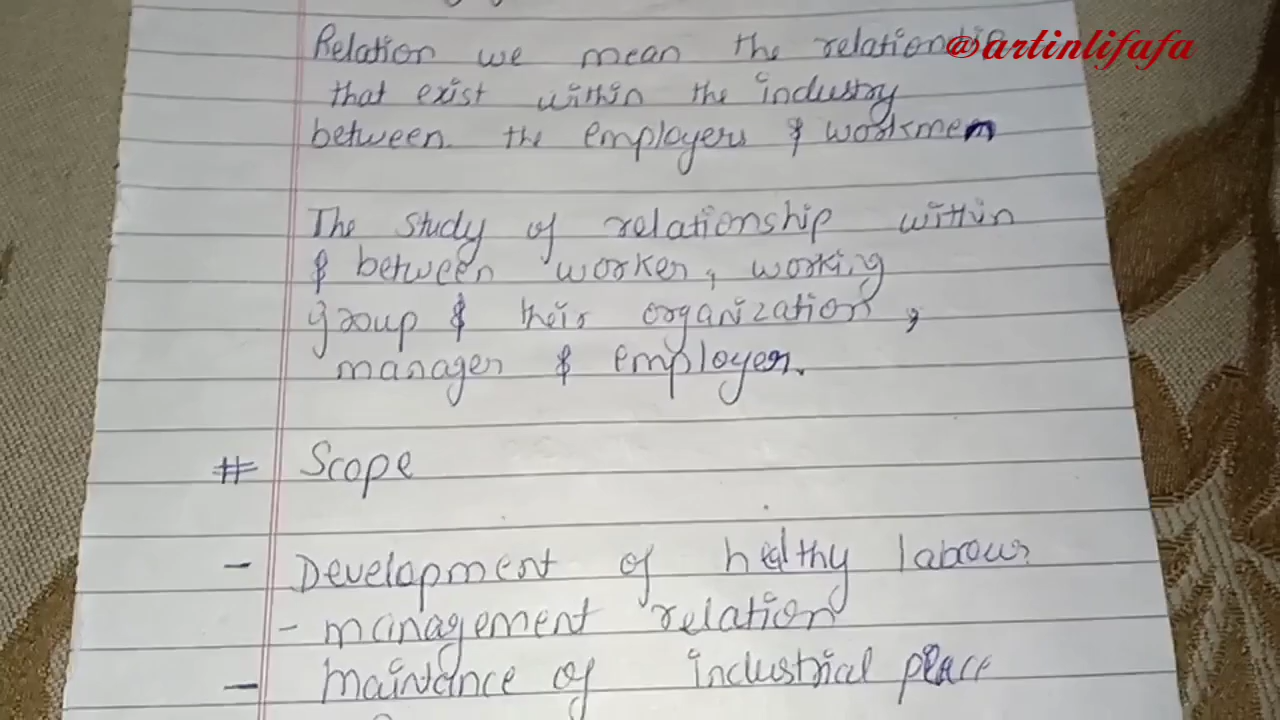 Relation we mean the relationship
@artinlifafa
that exist within the industry
between the employers & workmen
The study of relationship within
& between worker, working
group & their organization,
manager & employer.
# Scope
- Development of healthy labour
- management relation
- maintance of industrial peace